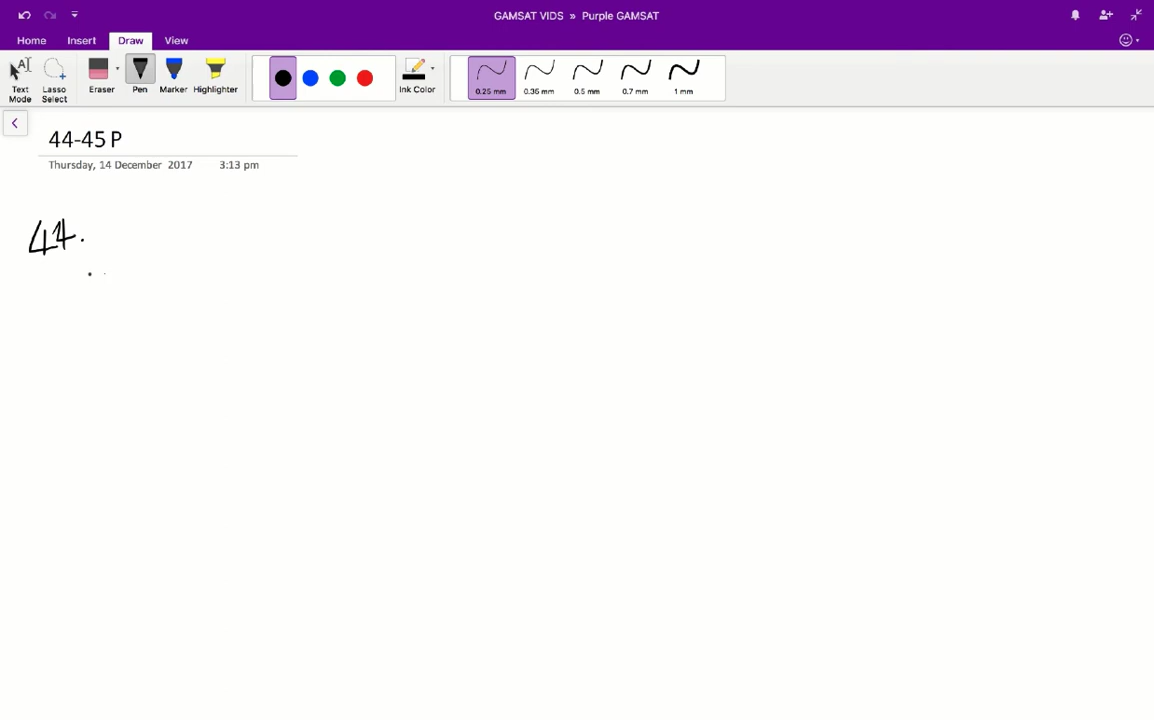 GAMSAT VIDS » Purple GAMSAT
Home Insert Draw View
Text Mode
Lasso Select
Eraser
Pen
Marker
Highlighter
Ink Color
0.25 mm
0.35 mm
0.5 mm
0.7 mm
1 mm
44-45 P
Thursday, 14 December 2017 3:13 pm
44.